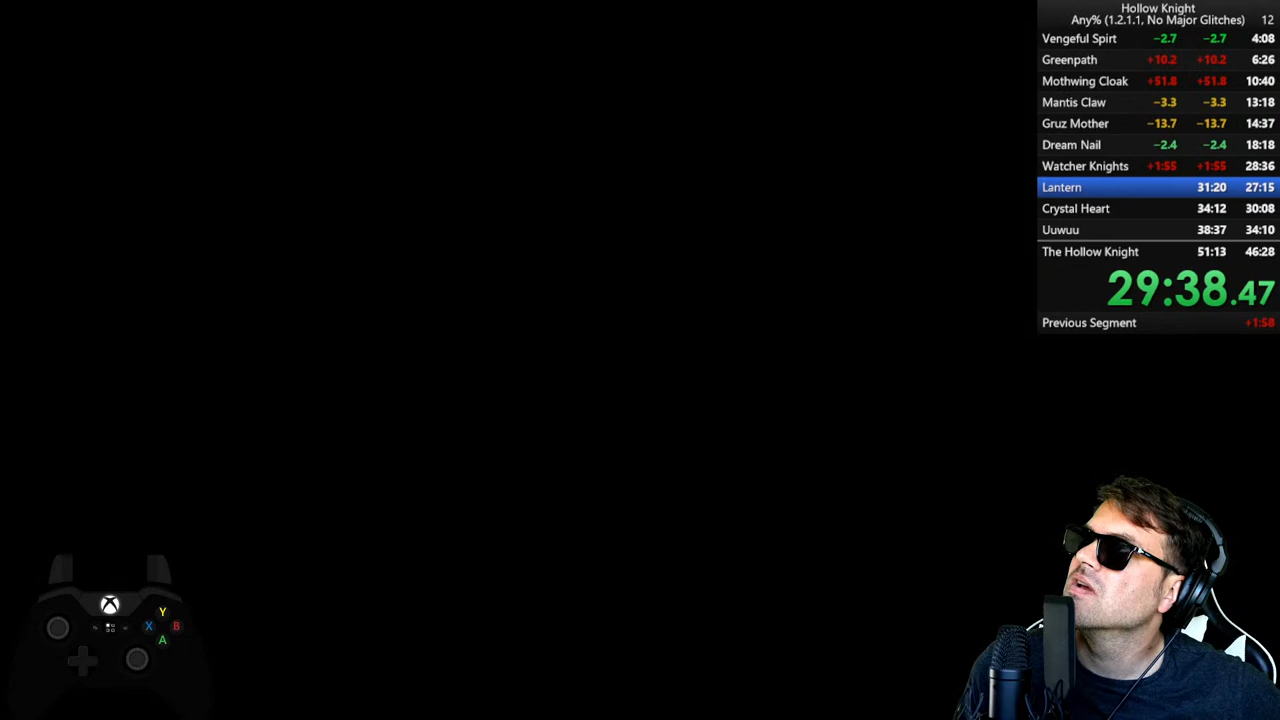 Hollow Knight
Any% (1.2.1.1, No Major Glitches) 12
Vengeful Spirt −2.7 −2.7 4:08
Greenpath +10.2 +10.2 6:26
Mothwing Cloak +51.8 +51.8 10:40
Mantis Claw −3.3 −3.3 13:18
Gruz Mother −13.7 −13.7 14:37
Dream Nail −2.4 −2.4 18:18
Watcher Knights +1:55 +1:55 28:36
Lantern 31:20 27:15
Crystal Heart 34:12 30:08
Uuwuu 38:37 34:10
The Hollow Knight 51:13 46:28
29:38.47
Previous Segment +1:58
Y
X B
A